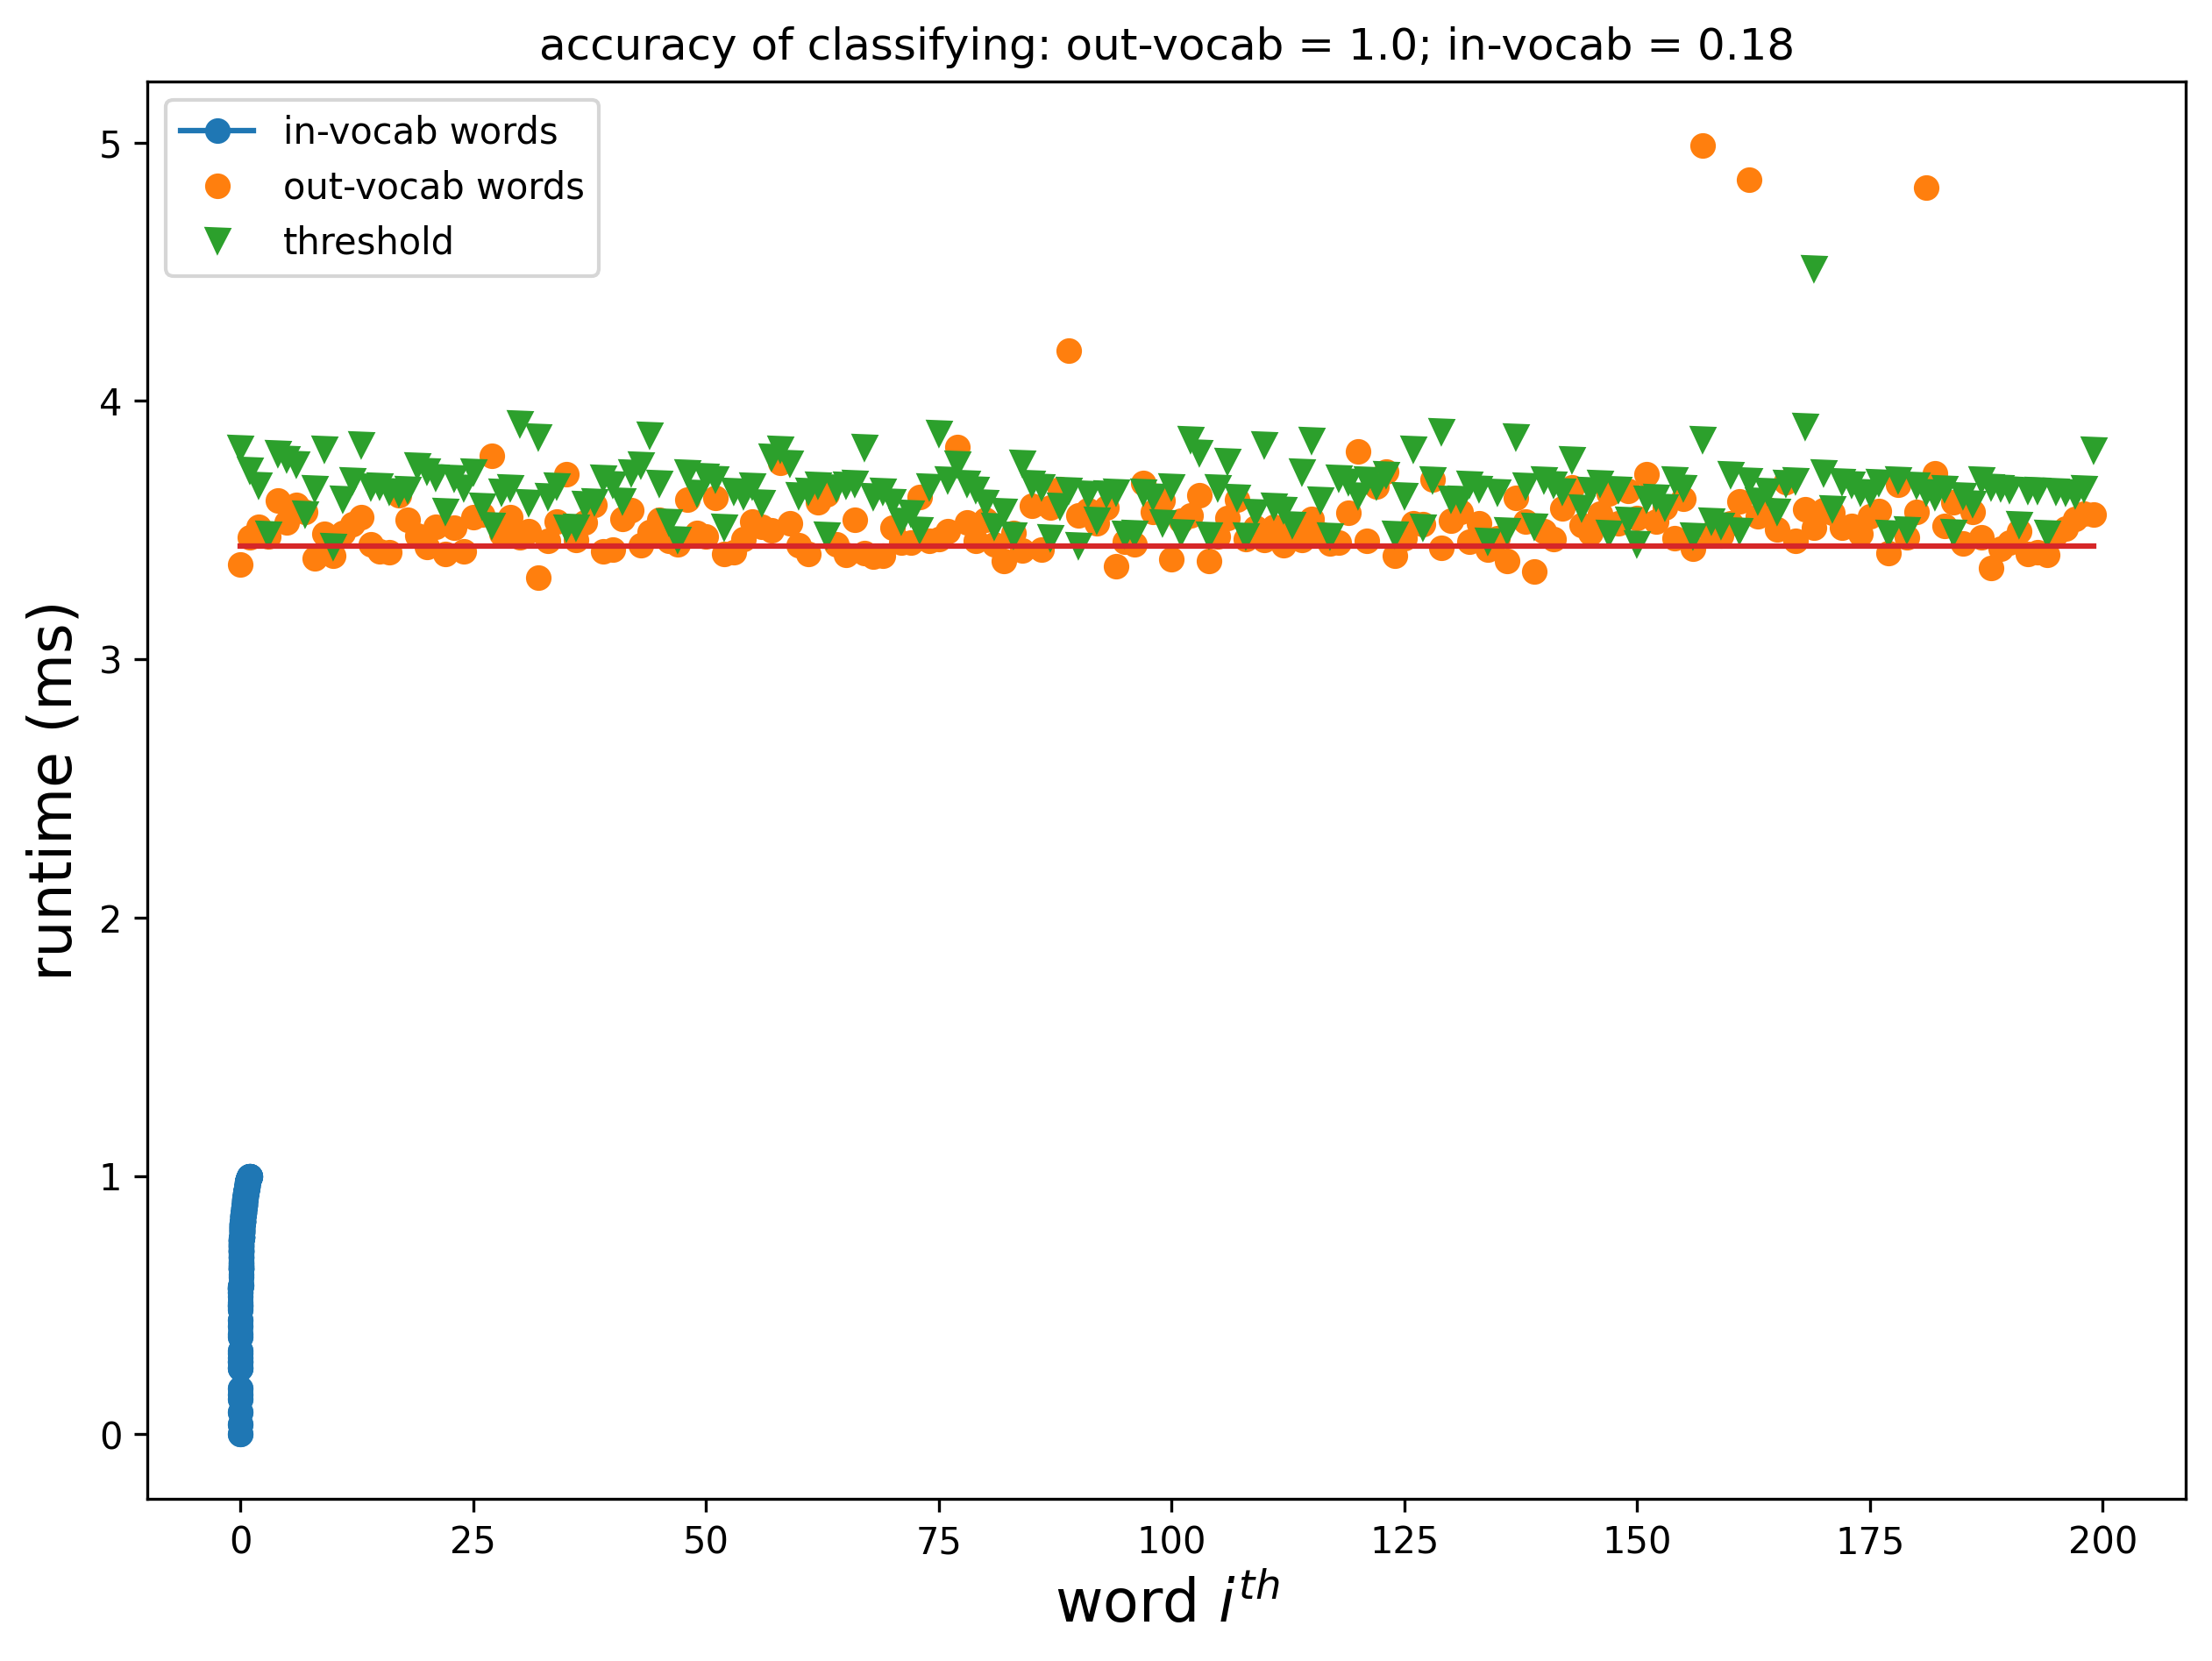 accuracy of classifying: out-vocab = 1.0; in-vocab = 0.18
in-vocab words
out-vocab words
threshold
runtime (ms)
5
4
3
2
1
0
0 25 50 75 100 125 150 175 200
word i^th